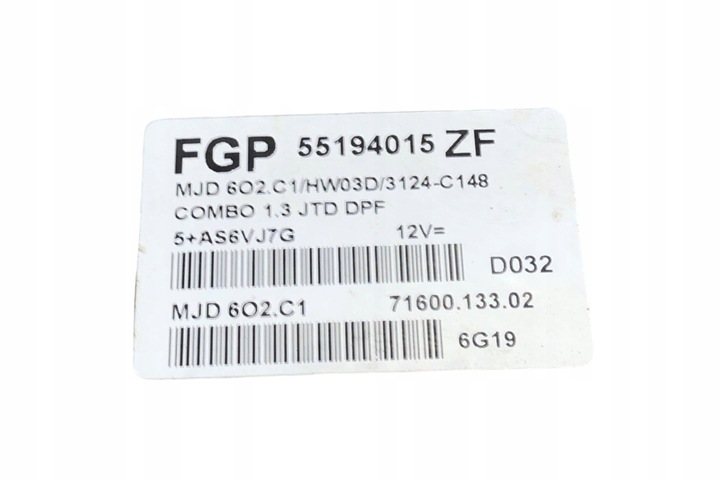 FGP 55194015 ZF
MJD 6O2.C1/HW03D/3124-C148
COMBO 1.3 JTD DPF
5+AS6VJ7G 12V=
D032
MJD 6O2.C1 71600.133.02
6G19